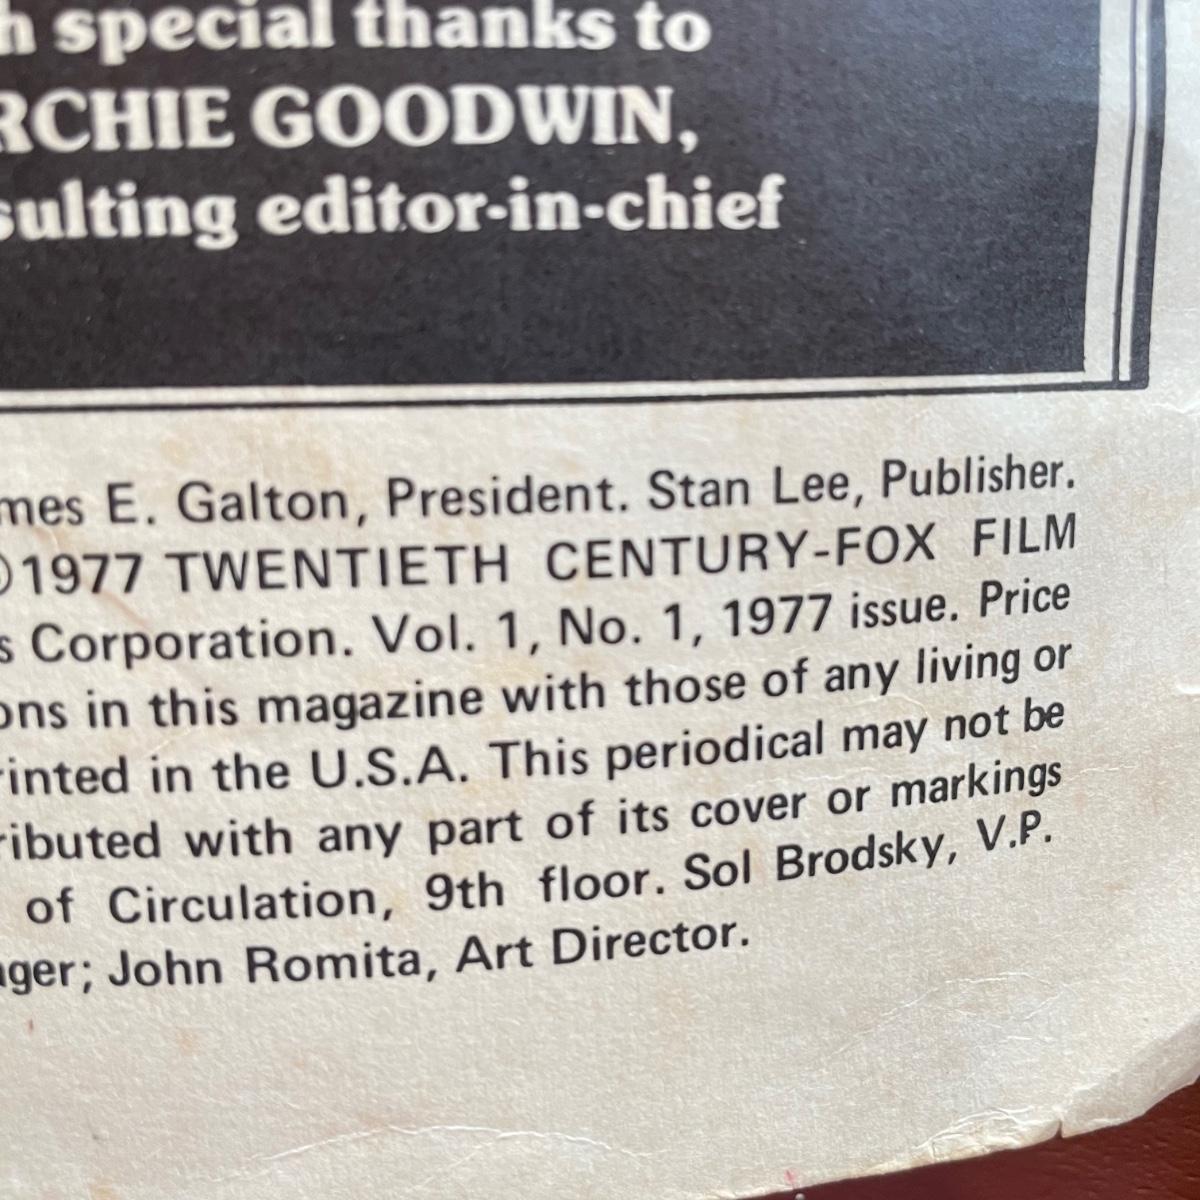 h special thanks to
RCHIE GOODWIN,
sulting editor-in-chief
mes E. Galton, President. Stan Lee, Publisher.
©1977 TWENTIETH CENTURY-FOX FILM
s Corporation. Vol. 1, No. 1, 1977 issue. Price
ons in this magazine with those of any living or
rinted in the U.S.A. This periodical may not be
ributed with any part of its cover or markings
of Circulation, 9th floor. Sol Brodsky, V.P.
ager; John Romita, Art Director.